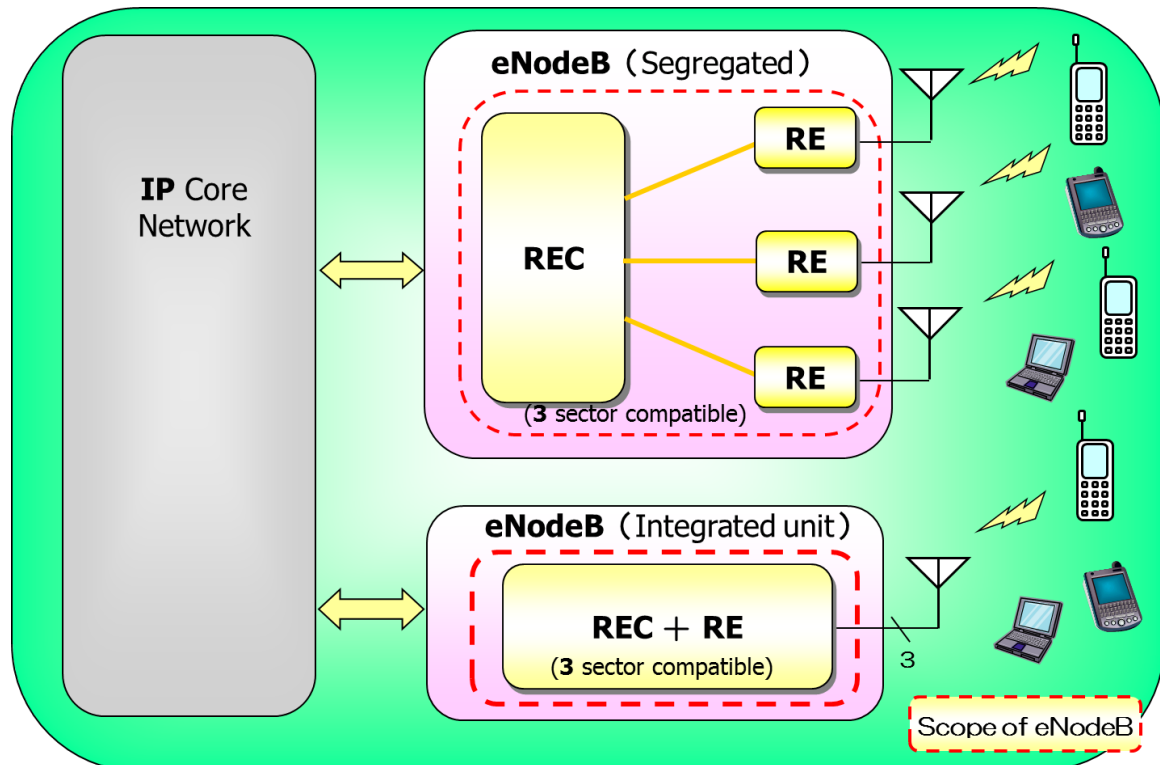 IP Core
Network
eNodeB（Segregated）
REC
RE
RE
RE
(3 sector compatible)
eNodeB（Integrated unit）
REC＋RE
(3 sector compatible)
3
Scope of eNodeB